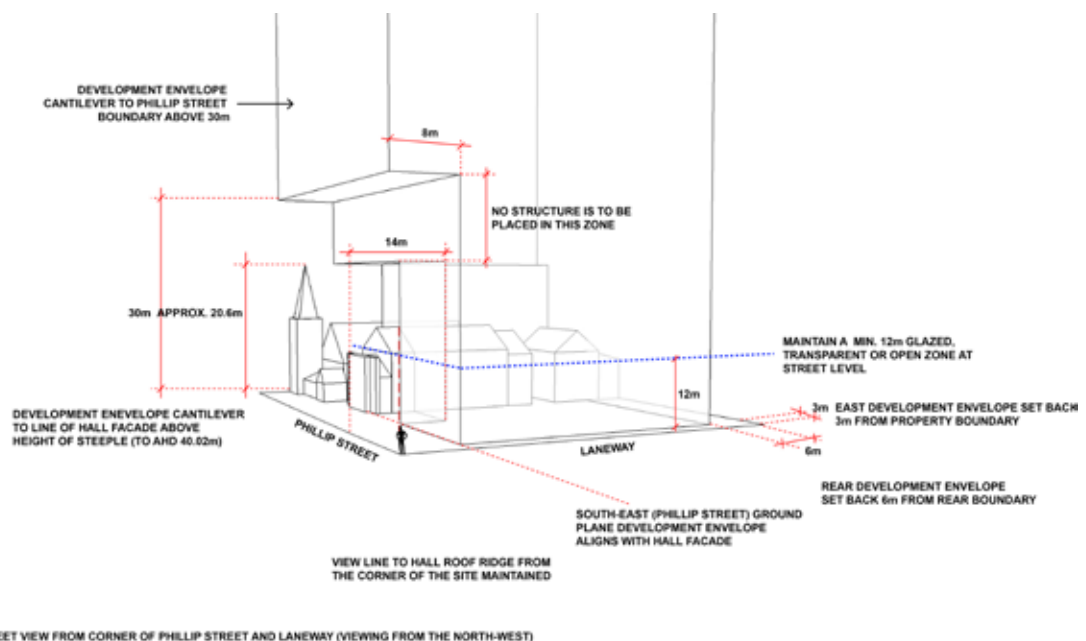 DEVELOPMENT ENVELOPE
CANTILEVER TO PHILLIP STREET
BOUNDARY ABOVE 30m
8m
NO STRUCTURE IS TO BE
PLACED IN THIS ZONE
14m
30m APPROX. 20.6m
MAINTAIN A MIN. 12m GLAZED,
TRANSPARENT OR OPEN ZONE AT
STREET LEVEL
12m
DEVELOPMENT ENEVELOPE CANTILEVER
TO LINE OF HALL FACADE ABOVE
HEIGHT OF STEEPLE (TO AHD 40.02m)
PHILLIP STREET
LANEWAY
3m EAST DEVELOPMENT ENVELOPE SET BACK
3m FROM PROPERTY BOUNDARY
6m
REAR DEVELOPMENT ENVELOPE
SET BACK 6m FROM REAR BOUNDARY
SOUTH-EAST (PHILLIP STREET) GROUND
PLANE DEVELOPMENT ENVELOPE
ALIGNS WITH HALL FACADE
VIEW LINE TO HALL ROOF RIDGE FROM
THE CORNER OF THE SITE MAINTAINED
EET VIEW FROM CORNER OF PHILLIP STREET AND LANEWAY (VIEWING FROM THE NORTH-WEST)